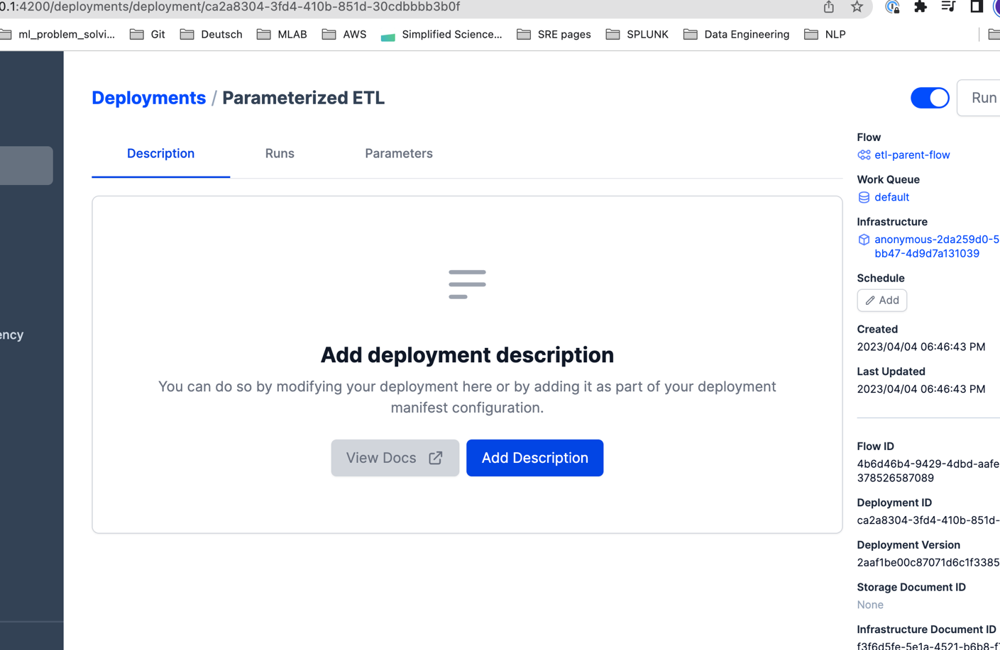 0.1:4200/deployments/deployment/ca2a8304-3fd4-410b-851d-30cdbbbb3b0f
ml_problem_solvi... Git Deutsch MLAB AWS Simplified Science... SRE pages SPLUNK Data Engineering NLP
Deployments / Parameterized ETL
Run
Description Runs Parameters
Add deployment description
You can do so by modifying your deployment here or by adding it as part of your deployment
manifest configuration.
View Docs Add Description
ency
Flow
etl-parent-flow
Work Queue
default
Infrastructure
anonymous-2da259d0-5
bb47-4d9d7a131039
Schedule
Add
Created
2023/04/04 06:46:43 PM
Last Updated
2023/04/04 06:46:43 PM
Flow ID
4b6d46b4-9429-4dbd-aafe
378526587089
Deployment ID
ca2a8304-3fd4-410b-851d-
Deployment Version
2aaf1be00c87071d6c1f3385
Storage Document ID
None
Infrastructure Document ID
f3f6d5fe-5e1a-4521-b6b8-f